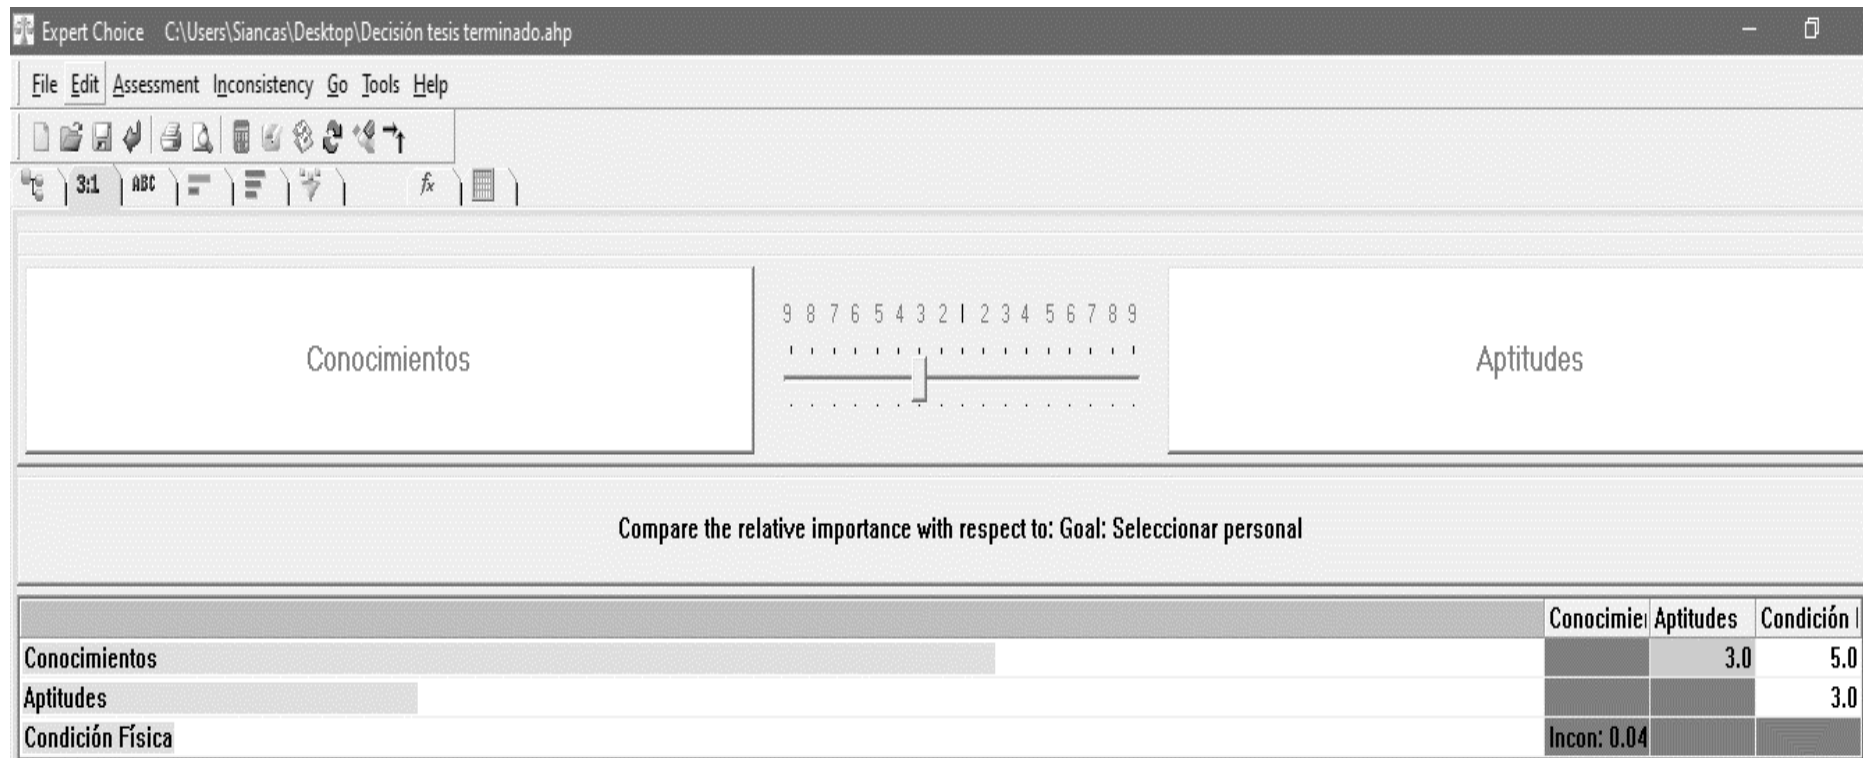 Expert Choice C:\Users\Siancas\Desktop\Decisión tesis terminado.ahp
File Edit Assessment Inconsistency Go Tools Help
3:1 ABC fx
9 8 7 6 5 4 3 2 1 2 3 4 5 6 7 8 9
Conocimientos Aptitudes
Compare the relative importance with respect to: Goal: Seleccionar personal
Conocimie Aptitudes Condición
Conocimientos 3.0 5.0
Aptitudes 3.0
Condición Física Incon: 0.04